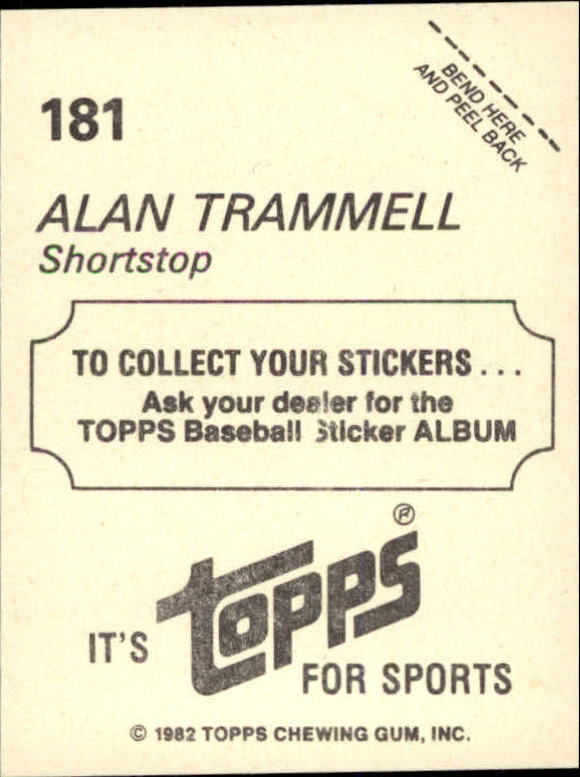 181
BEND HERE
AND PEEL BACK
ALAN TRAMMELL
Shortstop
TO COLLECT YOUR STICKERS...
Ask your dealer for the
TOPPS Baseball Sticker ALBUM
®
IT'S topps
FOR SPORTS
© 1982 TOPPS CHEWING GUM, INC.